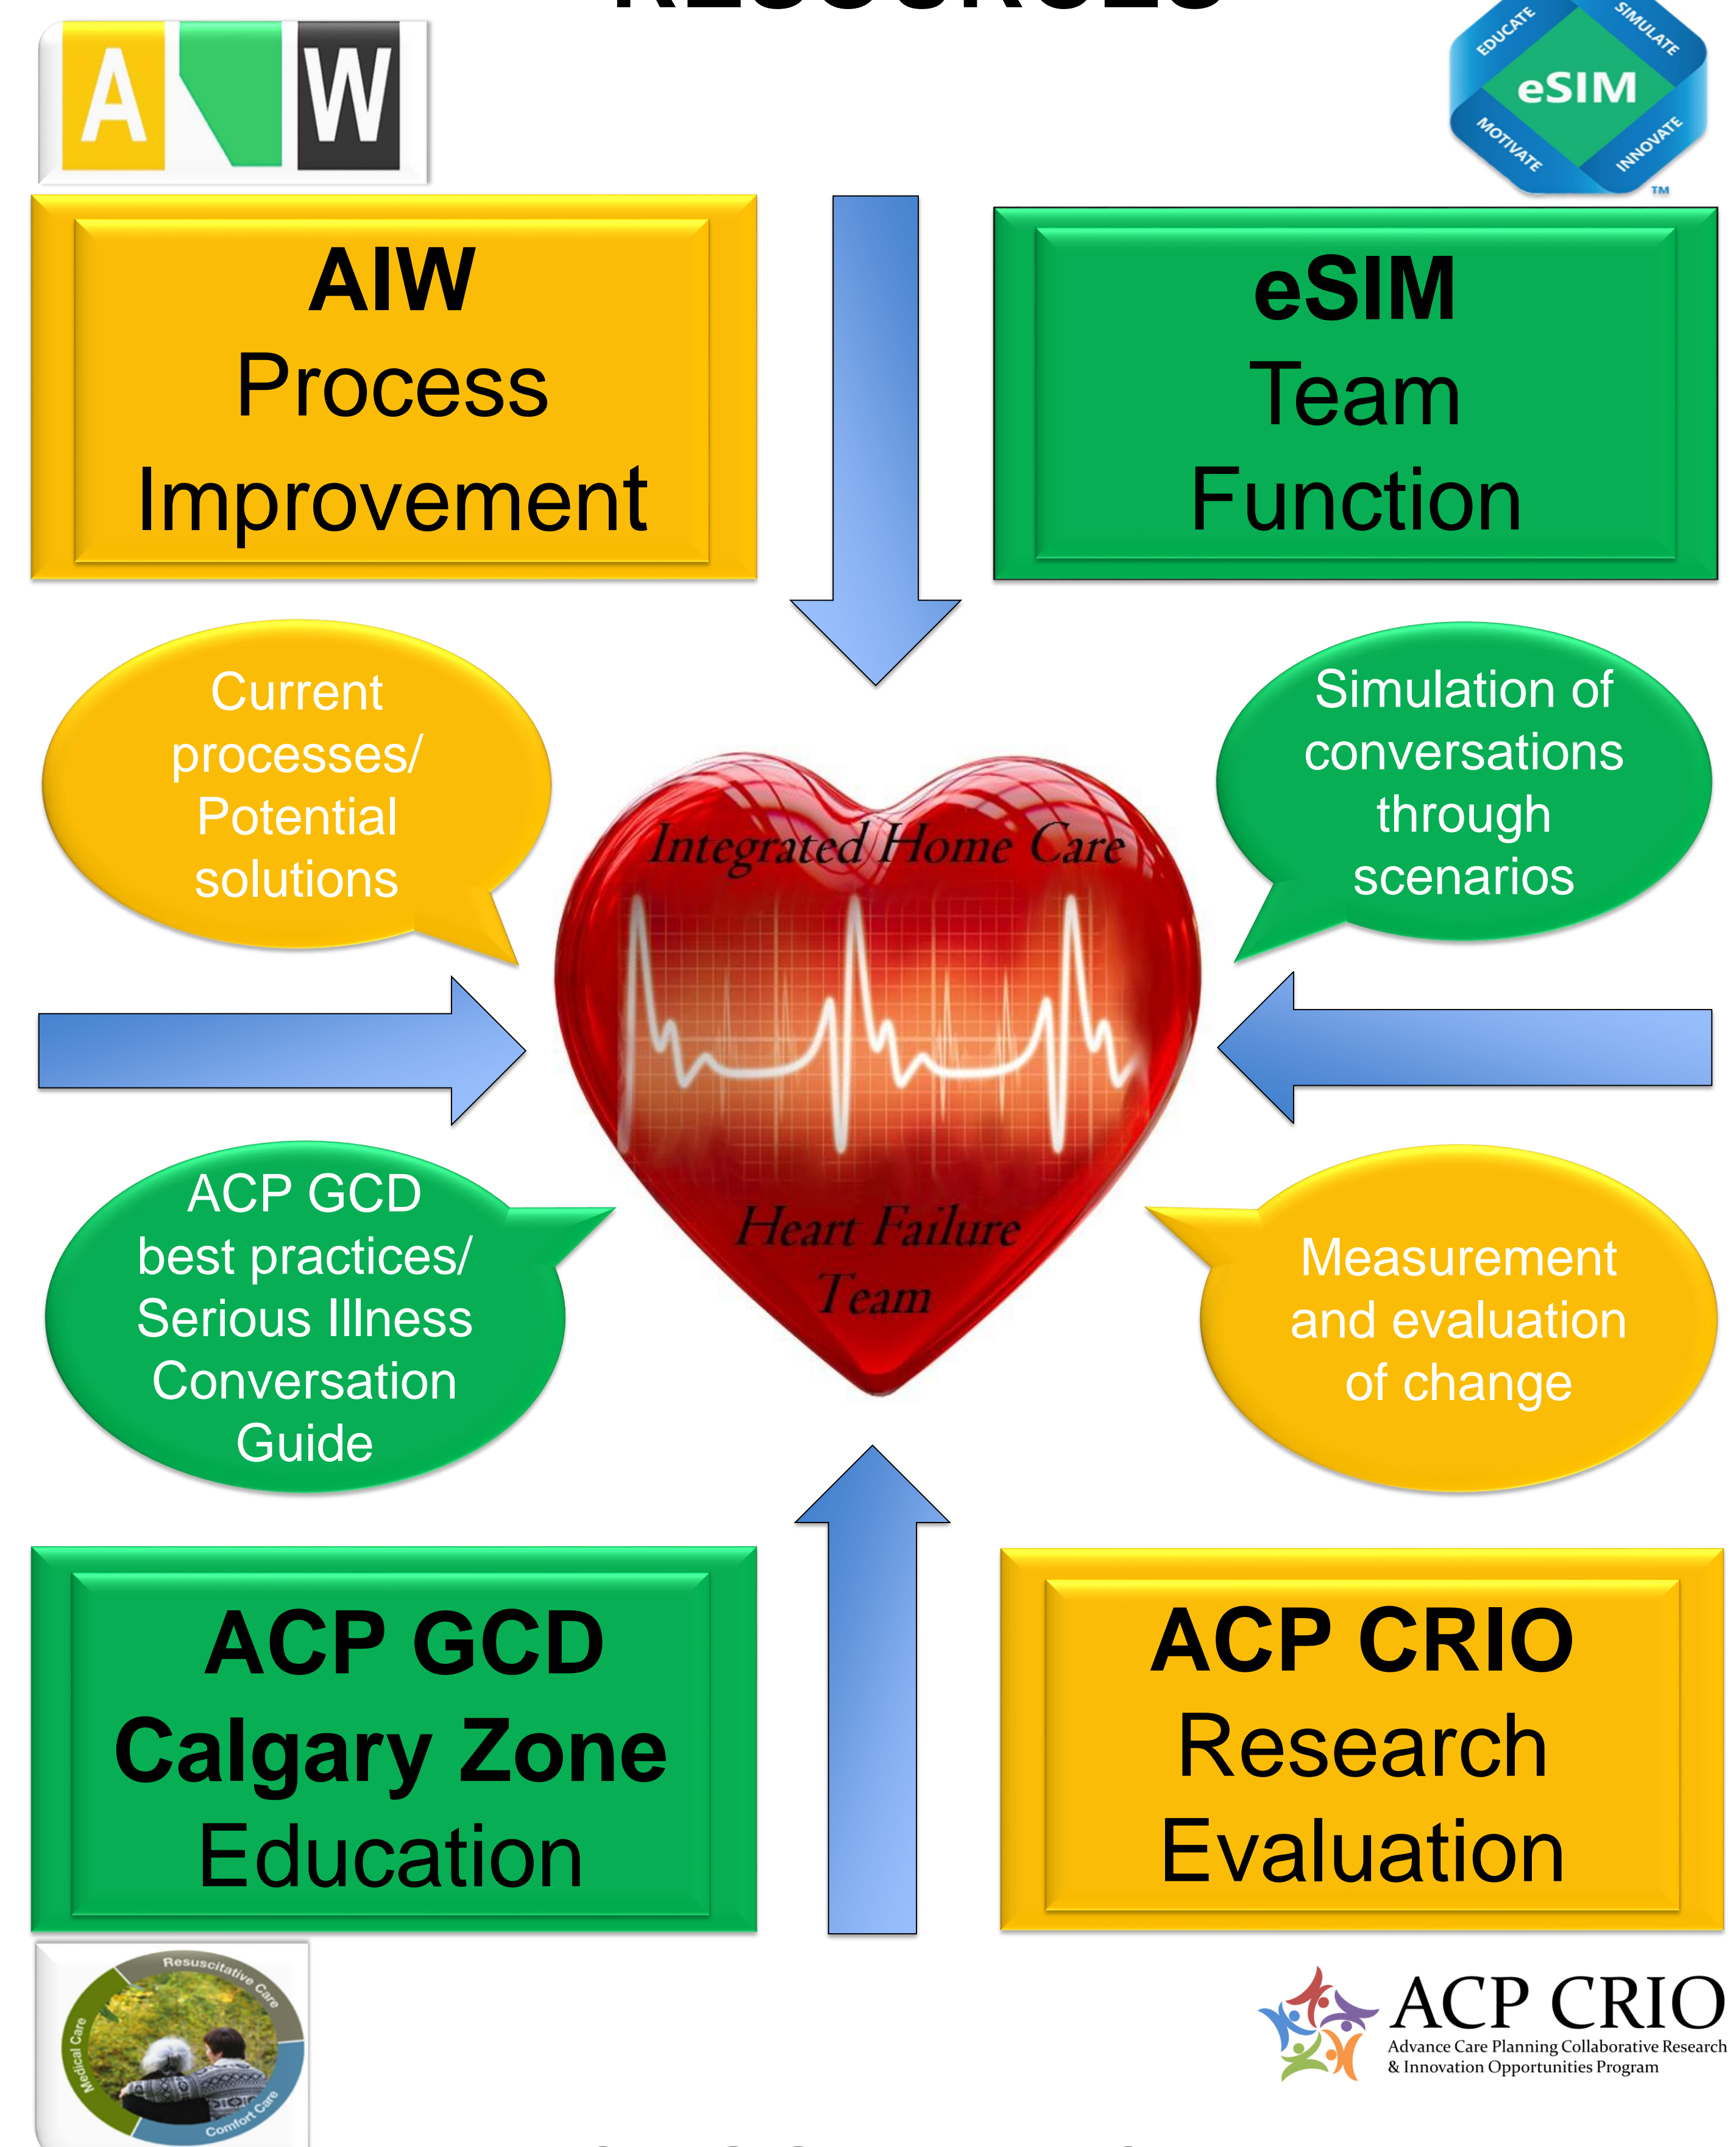 RESOURCES
A W
EDUCATE
SIMULATE
eSIM
MOTIVATE
INNOVATE
TM
AIW
Process
Improvement
eSIM
Team
Function
Current
processes/
Potential
solutions
Simulation of
conversations
through
scenarios
Integrated Home Care
Heart Failure
Team
ACP GCD
best practices/
Serious Illness
Conversation
Guide
Measurement
and evaluation
of change
ACP GCD
Calgary Zone
Education
ACP CRIO
Research
Evaluation
Resuscitative Care
Medical Care
Comfort Care
ACP CRIO
Advance Care Planning Collaborative Research
& Innovation Opportunities Program